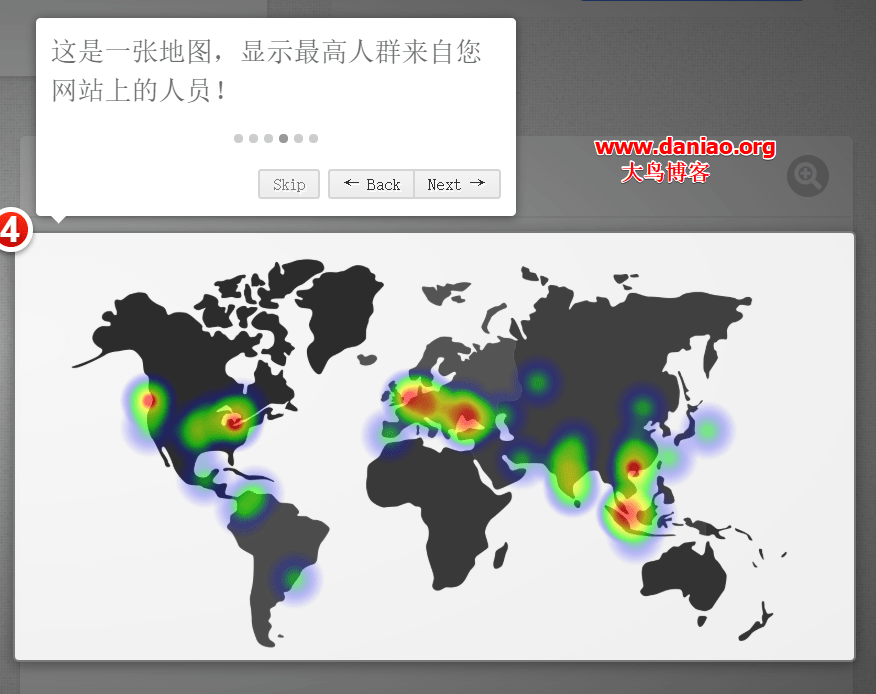 这是一张地图，显示最高人群来自您
网站上的人员！
Skip
← Back
Next →
www.daniao.org
大鸟博客
4